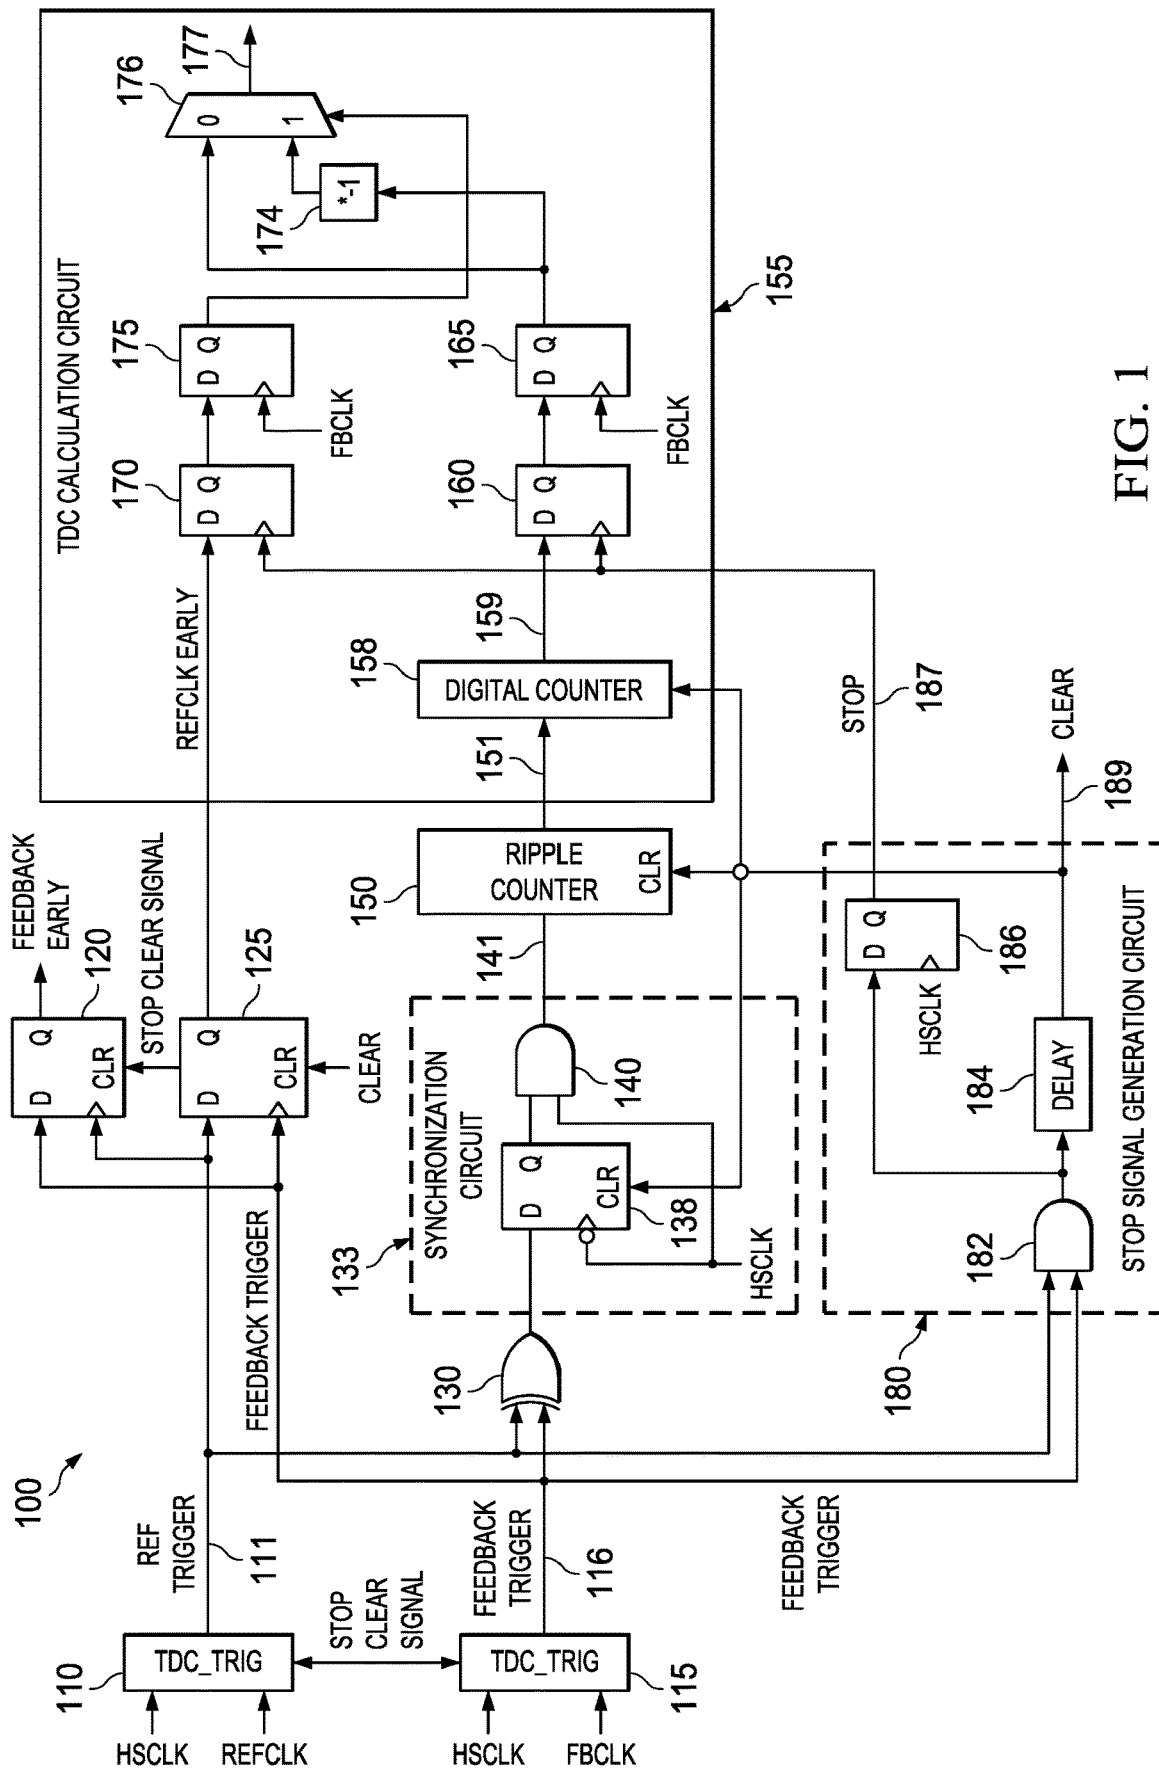 100
HSCLK
REFCLK
110
TDC_TRIG
REF
TRIGGER
111
STOP
CLEAR
SIGNAL
HSCLK
FBCLK
TDC_TRIG
115
FEEDBACK
TRIGGER
116
FEEDBACK TRIGGER
FEEDBACK
TRIGGER
FEEDBACK
EARLY
D Q
CLR
120
STOP CLEAR SIGNAL
D Q
CLR
125
CLEAR
REFCLK EARLY
130
133
SYNCHRONIZATION
CIRCUIT
D Q
CLR
138
140
HSCLK
141
150
RIPPLE
COUNTER
CLR
151
TDC CALCULATION CIRCUIT
155
158
DIGITAL COUNTER
159
160
D Q
165
D Q
FBCLK
170
D Q
175
D Q
FBCLK
174
*-1
176
0
1
177
180
STOP SIGNAL GENERATION CIRCUIT
182
184
DELAY
D Q
HSCLK
186
STOP
187
189
CLEAR
FIG. 1